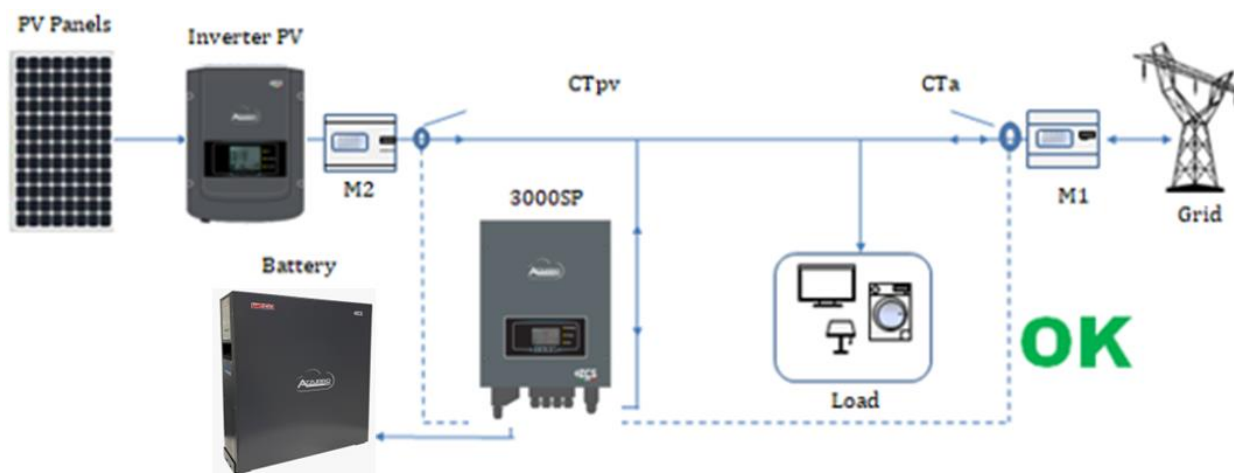 PV Panels
Inverter PV
CTpv
CTa
M2
M1
Grid
3000SP
Battery
Load
OK